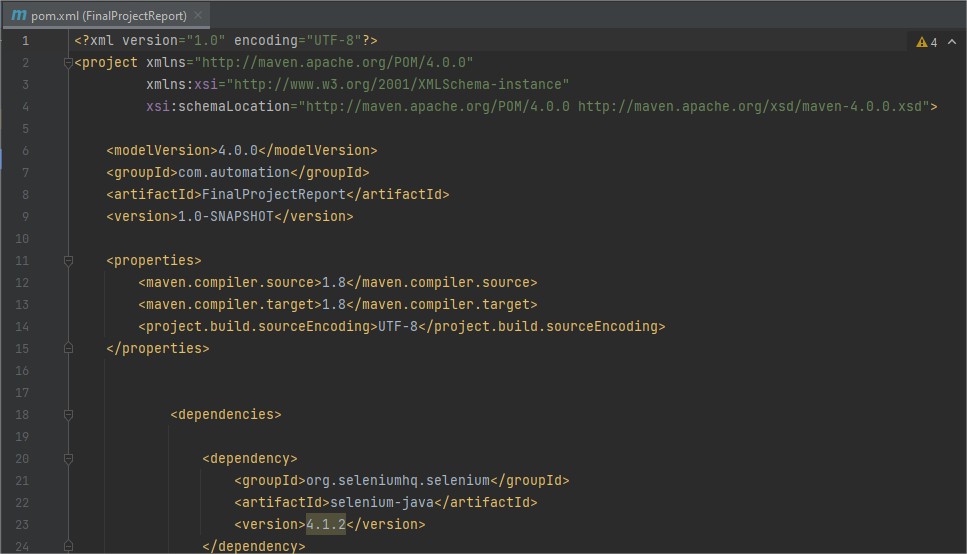 m pom.xml (FinalProjectReport) ×
1 <?xml version="1.0" encoding="UTF-8"?> 4
2 <project xmlns="http://maven.apache.org/POM/4.0.0"
3 xmlns:xsi="http://www.w3.org/2001/XMLSchema-instance"
4 xsi:schemaLocation="http://maven.apache.org/POM/4.0.0 http://maven.apache.org/xsd/maven-4.0.0.xsd">
5
6 <modelVersion>4.0.0</modelVersion>
7 <groupId>com.automation</groupId>
8 <artifactId>FinalProjectReport</artifactId>
9 <version>1.0-SNAPSHOT</version>
10
11 <properties>
12 <maven.compiler.source>1.8</maven.compiler.source>
13 <maven.compiler.target>1.8</maven.compiler.target>
14 <project.build.sourceEncoding>UTF-8</project.build.sourceEncoding>
15 </properties>
16
17
18 <dependencies>
19
20 <dependency>
21 <groupId>org.seleniumhq.selenium</groupId>
22 <artifactId>selenium-java</artifactId>
23 <version>4.1.2</version>
24 </dependency>